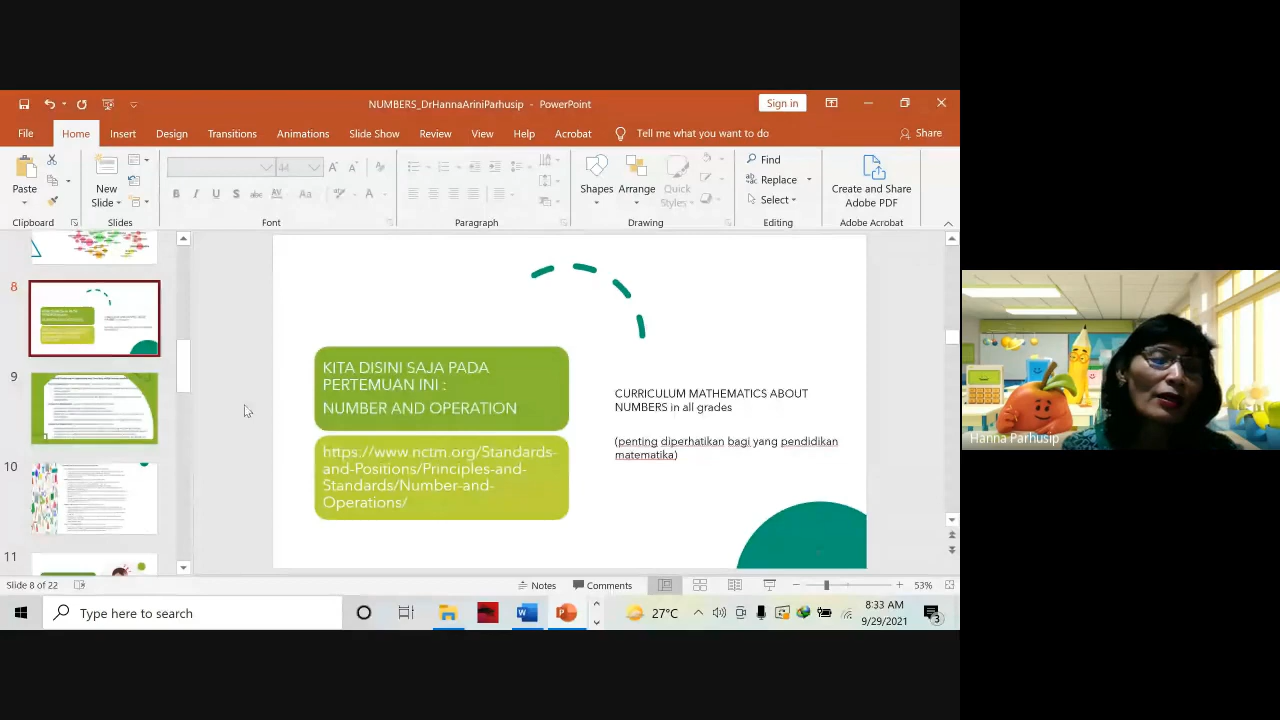 NUMBERS_DrHannaAriniParhusip - PowerPoint
Sign in
File Home Insert Design Transitions Animations Slide Show Review View Help Acrobat Tell me what you want to do Share
Paste
New
Slide
44
B I U S abc AV Aa A
Shapes Arrange Quick
Styles
Find
Replace
Select
Create and Share
Adobe PDF
Clipboard Slides Font Paragraph Drawing Editing Adobe Acrobat
8
9
10
11
KITA DISINI SAJA PADA
PERTEMUAN INI :
NUMBER AND OPERATION
https://www.nctm.org/Standards-
and-Positions/Principles-and-
Standards/Number-and-
Operations/
CURRICULUM MATHEMATICS ABOUT
NUMBERS in all grades
(penting diperhatikan bagi yang pendidikan
matematika)
Hanna Parhusip
Slide 8 of 22 Notes Comments 53%
Type here to search
27°C
8:33 AM
9/29/2021
3